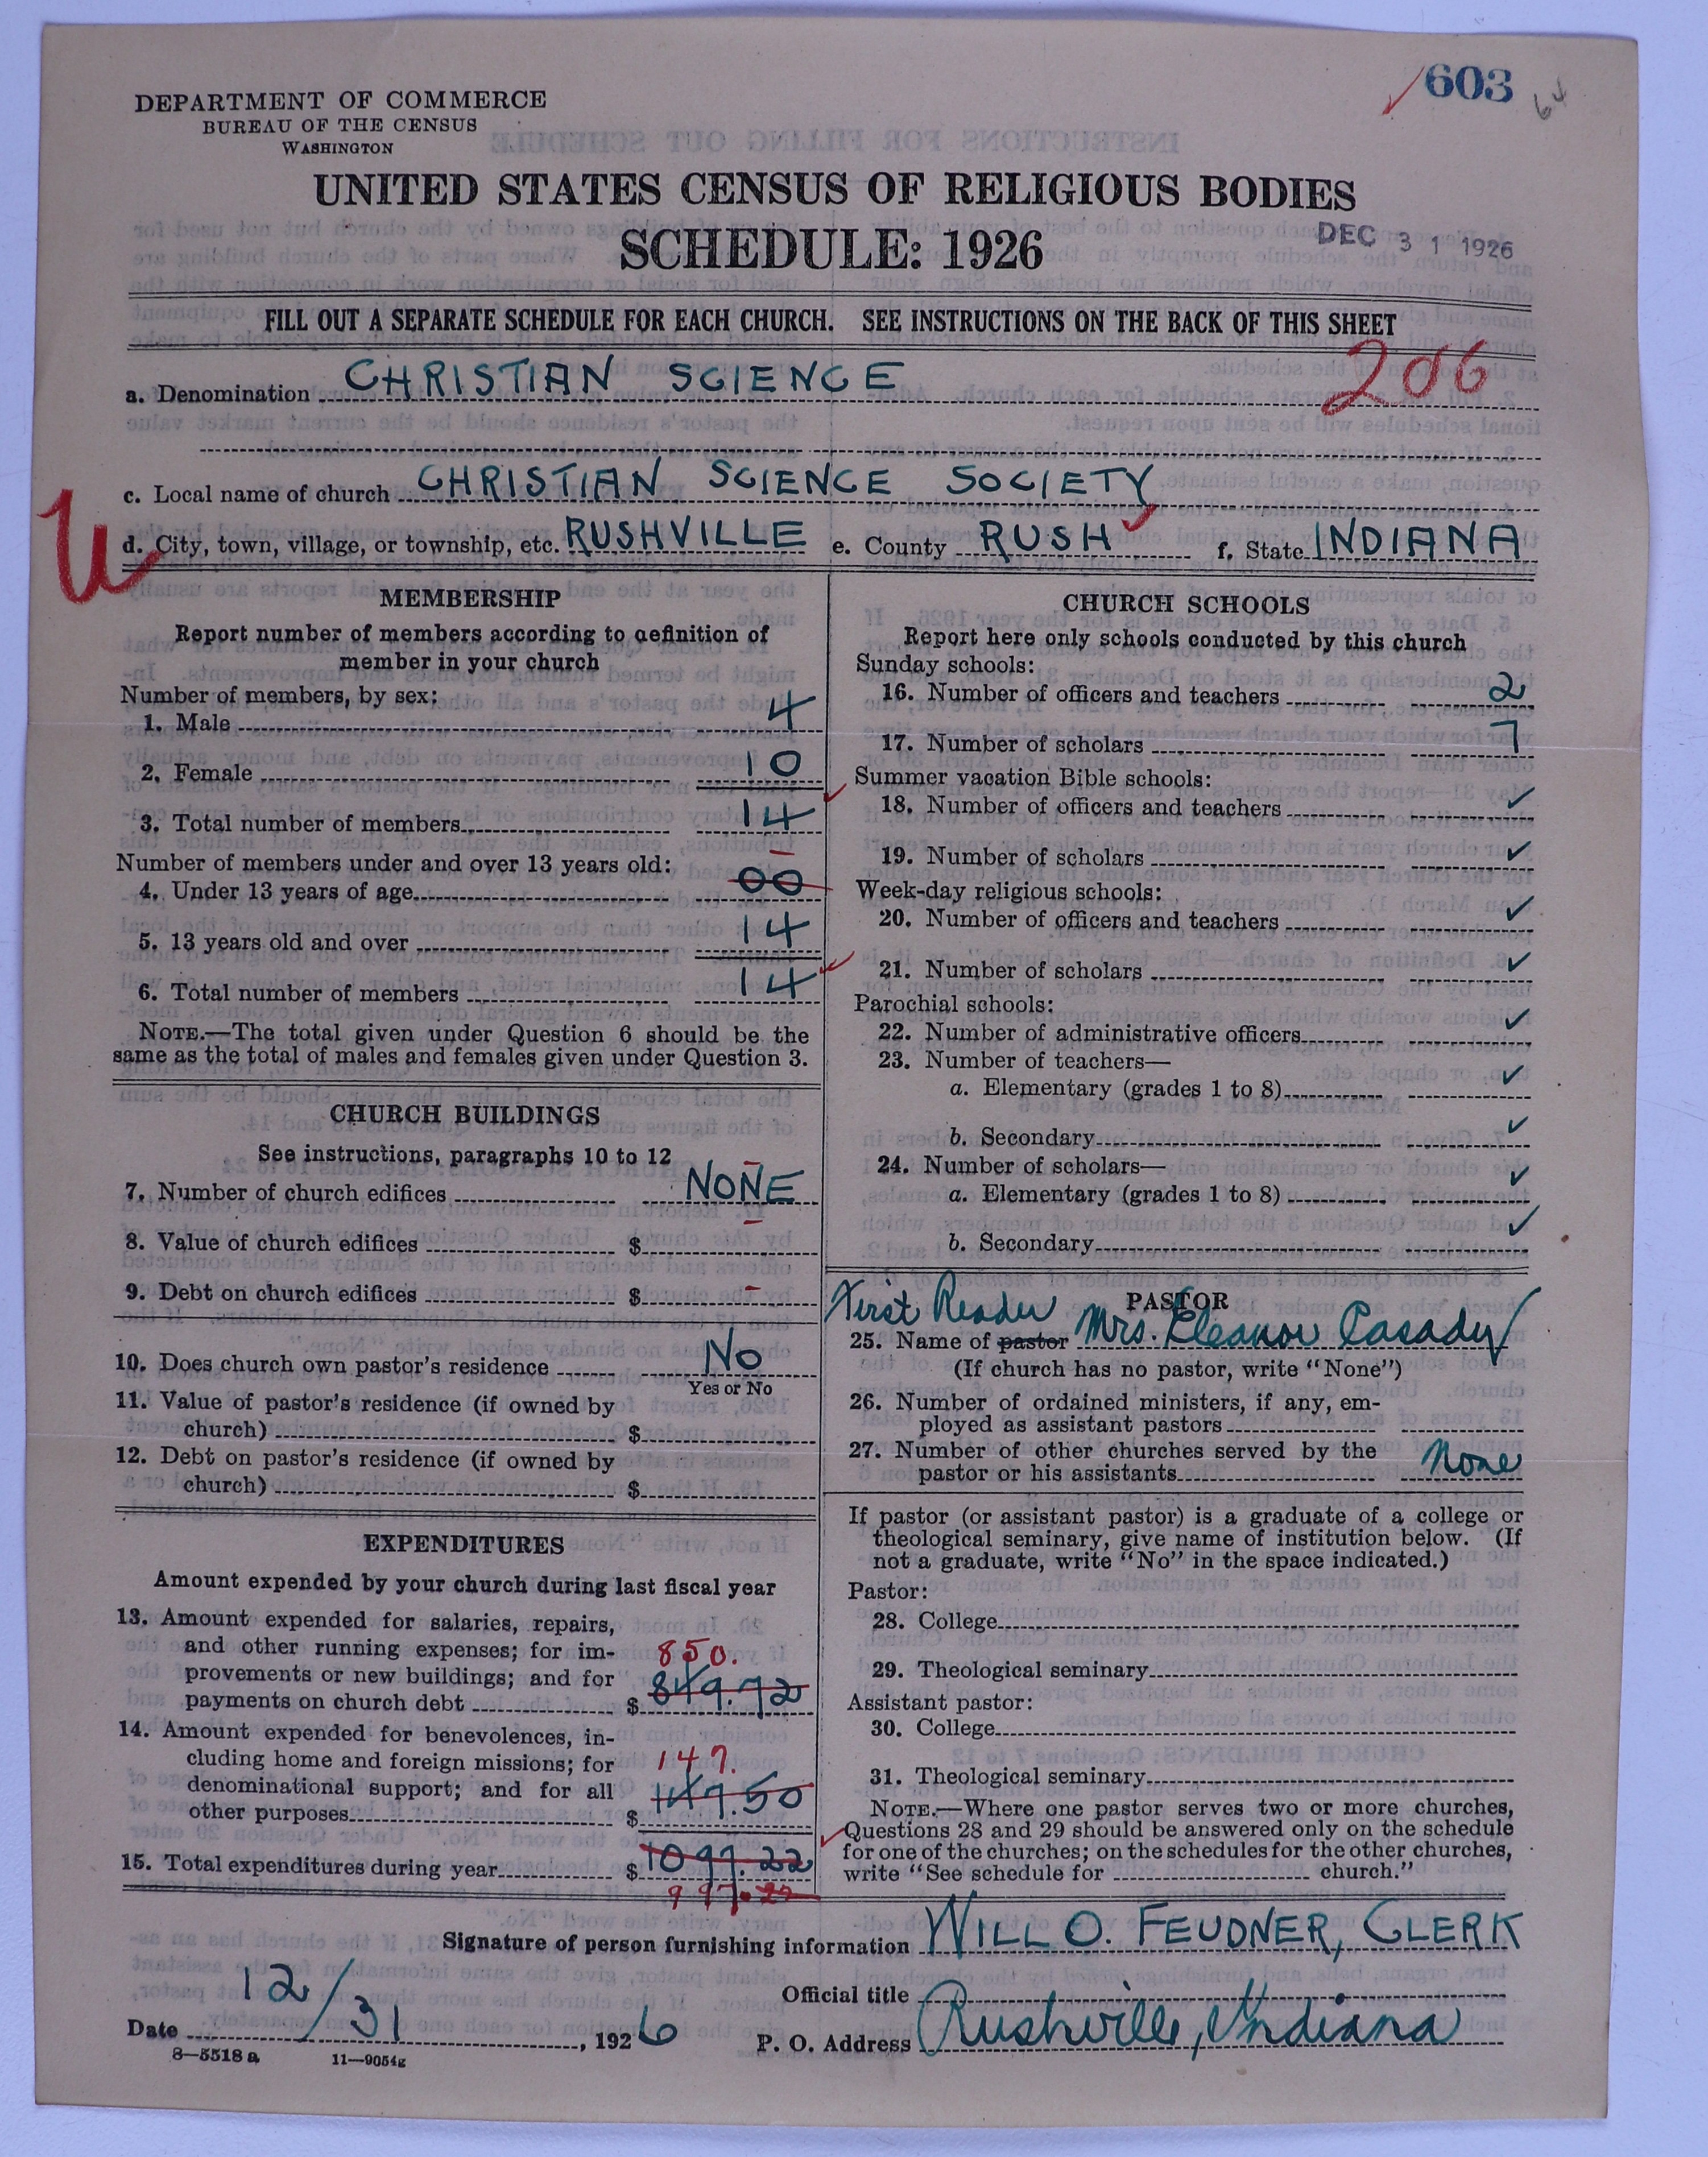 603
64
DEPARTMENT OF COMMERCE
BUREAU OF THE CENSUS
WASHINGTON
UNITED STATES CENSUS OF RELIGIOUS BODIES
SCHEDULE: 1926
DEC 31 1926
FILL OUT A SEPARATE SCHEDULE FOR EACH CHURCH. SEE INSTRUCTIONS ON THE BACK OF THIS SHEET
206
a. Denomination CHRISTIAN SCIENCE
c. Local name of church CHRISTIAN SCIENCE SOCIETY
U
d. City, town, village, or township, etc. RUSHVILLE e. County RUSH f. State INDIANA
MEMBERSHIP
Report number of members according to definition of
member in your church
Number of members, by sex:
1. Male 4
2. Female 10
3. Total number of members 14
Number of members under and over 13 years old:
4. Under 13 years of age 00
5. 13 years old and over 14
6. Total number of members 14
NOTE.—The total given under Question 6 should be the
same as the total of males and females given under Question 3.
CHURCH BUILDINGS
See instructions, paragraphs 10 to 12
7. Number of church edifices NONE
8. Value of church edifices $ –
9. Debt on church edifices $ –
10. Does church own pastor's residence No
Yes or No
11. Value of pastor's residence (if owned by
church) $
12. Debt on pastor's residence (if owned by
church) $
EXPENDITURES
Amount expended by your church during last fiscal year
13. Amount expended for salaries, repairs,
and other running expenses; for im-
850.
provements or new buildings; and for
payments on church debt $ 849.72
14. Amount expended for benevolences, in-
cluding home and foreign missions; for
147.
denominational support; and for all
other purposes $ 147.50
15. Total expenditures during year $ 1097.22
997.22
CHURCH SCHOOLS
Report here only schools conducted by this church
Sunday schools:
16. Number of officers and teachers 2
17. Number of scholars 7
Summer vacation Bible schools:
18. Number of officers and teachers ✓
19. Number of scholars ✓
Week-day religious schools:
20. Number of officers and teachers ✓
21. Number of scholars ✓
Parochial schools:
22. Number of administrative officers ✓
23. Number of teachers—
a. Elementary (grades 1 to 8) ✓
b. Secondary ✓
24. Number of scholars—
a. Elementary (grades 1 to 8) ✓
b. Secondary ✓
First Reader PASTOR
25. Name of pastor Mrs. Eleanor Casady
(If church has no pastor, write "None")
26. Number of ordained ministers, if any, em-
ployed as assistant pastors
27. Number of other churches served by the
pastor or his assistants None
If pastor (or assistant pastor) is a graduate of a college or
theological seminary, give name of institution below. (If
not a graduate, write "No" in the space indicated.)
Pastor:
28. College
29. Theological seminary
Assistant pastor:
30. College
31. Theological seminary
NOTE.—Where one pastor serves two or more churches,
Questions 28 and 29 should be answered only on the schedule
for one of the churches; on the schedules for the other churches,
write "See schedule for church."
Signature of person furnishing information WILL O. FEUDNER, CLERK
Official title
Date 12/31, 1926
P. O. Address Rushville, Indiana
8—5518 a 11—9054g